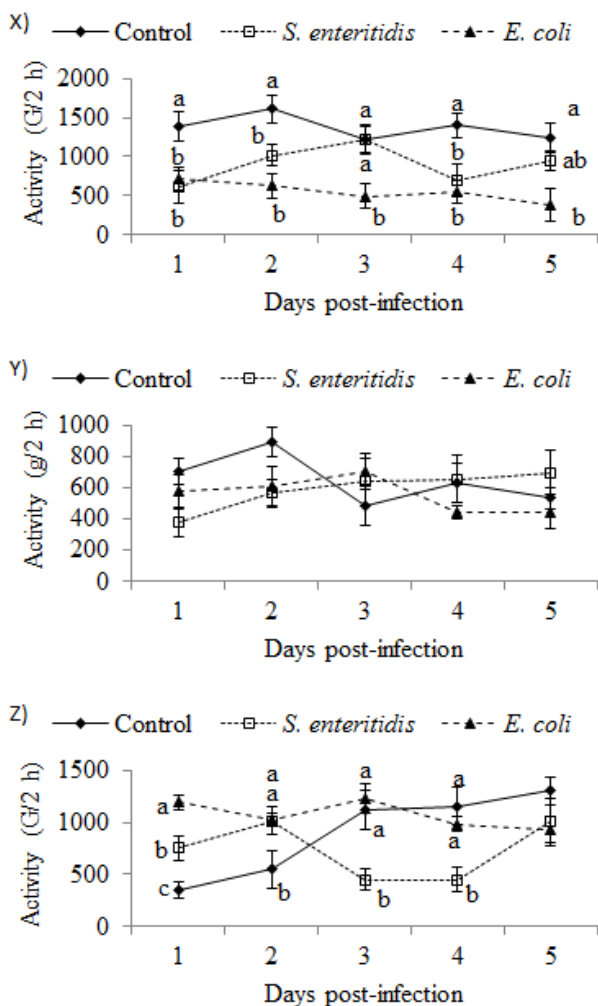 X)
Control S. enteritidis E. coli
Activity (G/2 h)
2000
1500
1000
500
0
a a a a a
b b a b ab
b b b b b
1 2 3 4 5
Days post-infection
Y)
Control S. enteritidis E. coli
Activity (g/2 h)
1000
800
600
400
200
0
1 2 3 4 5
Days post-infection
Z)
Control S. enteritidis E. coli
Activity (G/2 h)
1500
1000
500
0
a a a
a a a a
b b b b
c
1 2 3 4 5
Days post-infection